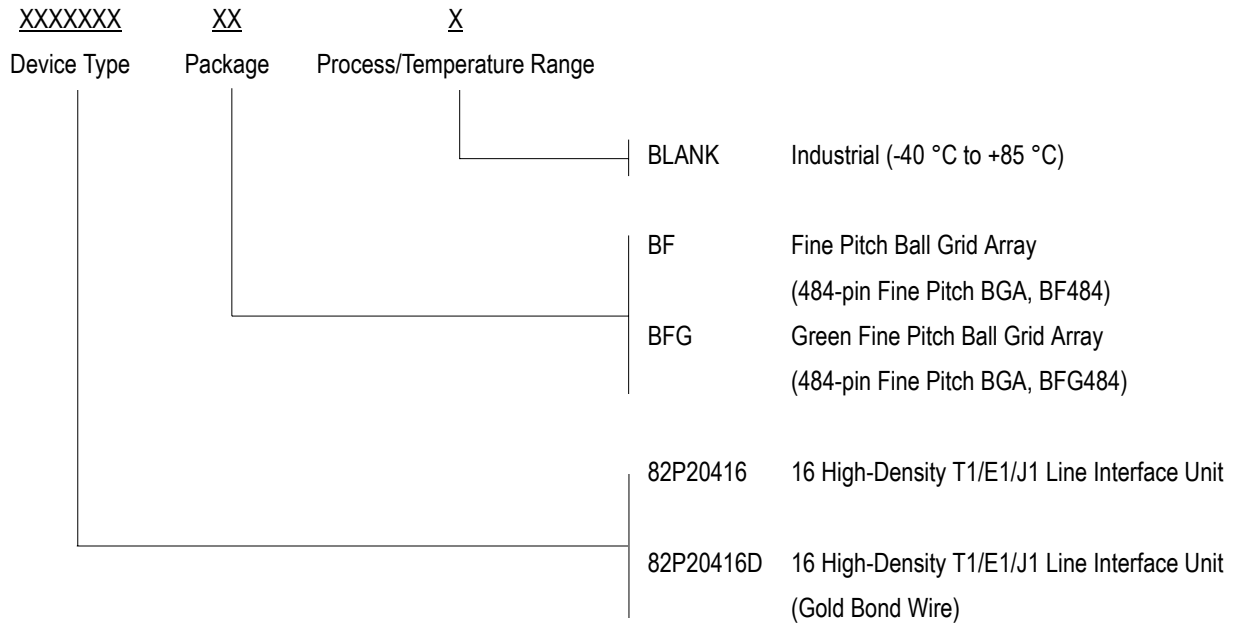 XXXXXXX XX X
Device Type Package Process/Temperature Range
BLANK Industrial (-40 °C to +85 °C)
BF Fine Pitch Ball Grid Array
(484-pin Fine Pitch BGA, BF484)
BFG Green Fine Pitch Ball Grid Array
(484-pin Fine Pitch BGA, BFG484)
82P20416 16 High-Density T1/E1/J1 Line Interface Unit
82P20416D 16 High-Density T1/E1/J1 Line Interface Unit
(Gold Bond Wire)